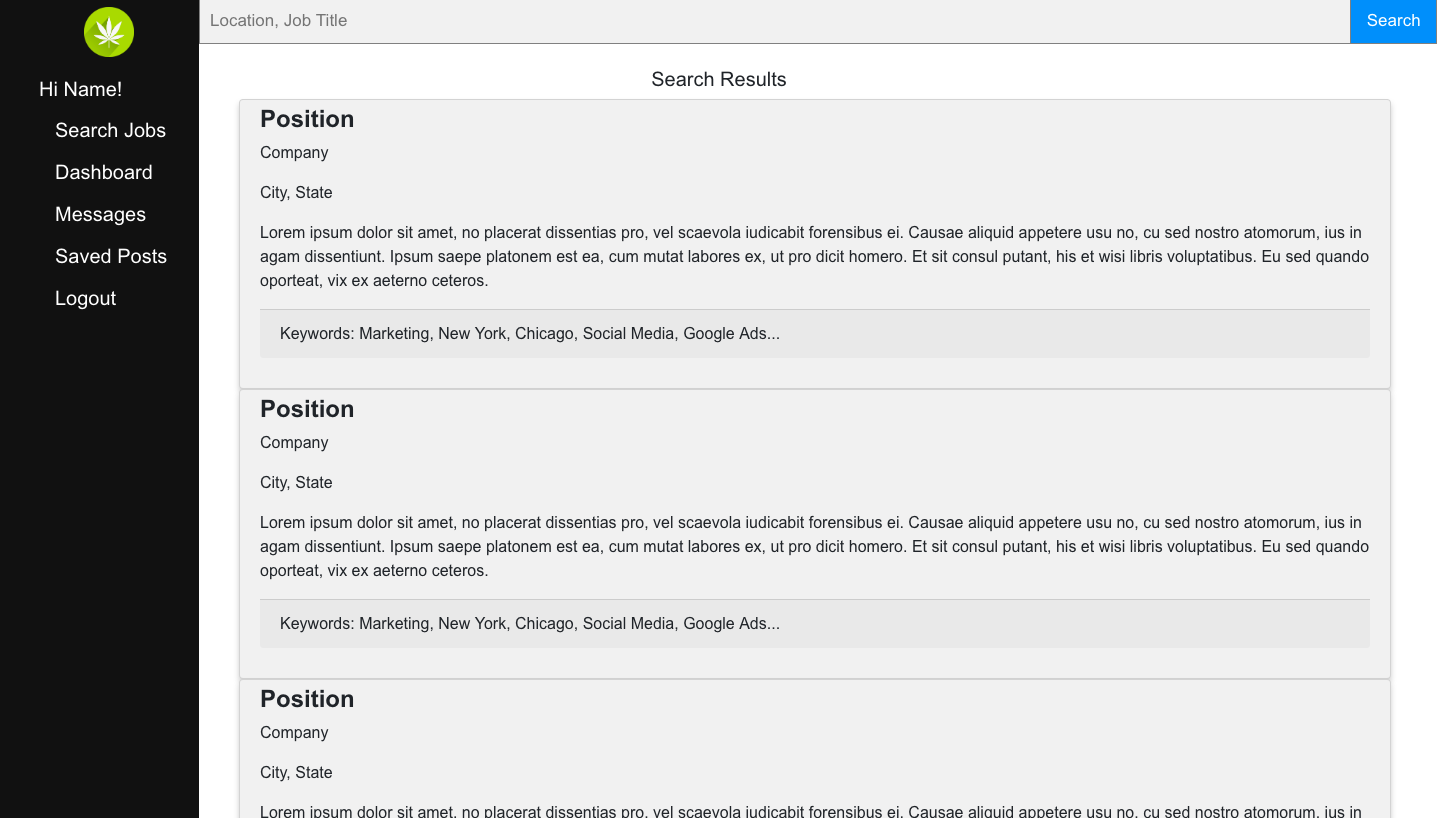 Location, Job Title
Search
Hi Name!
Search Jobs
Dashboard
Messages
Saved Posts
Logout
Search Results
Position
Company
City, State
Lorem ipsum dolor sit amet, no placerat dissentias pro, vel scaevola iudicabit forensibus ei. Causae aliquid appetere usu no, cu sed nostro atomorum, ius in
agam dissentiunt. Ipsum saepe platonem est ea, cum mutat labores ex, ut pro dicit homero. Et sit consul putant, his et wisi libris voluptatibus. Eu sed quando
oporteat, vix ex aeterno ceteros.
Keywords: Marketing, New York, Chicago, Social Media, Google Ads...
Position
Company
City, State
Lorem ipsum dolor sit amet, no placerat dissentias pro, vel scaevola iudicabit forensibus ei. Causae aliquid appetere usu no, cu sed nostro atomorum, ius in
agam dissentiunt. Ipsum saepe platonem est ea, cum mutat labores ex, ut pro dicit homero. Et sit consul putant, his et wisi libris voluptatibus. Eu sed quando
oporteat, vix ex aeterno ceteros.
Keywords: Marketing, New York, Chicago, Social Media, Google Ads...
Position
Company
City, State
Lorem ipsum dolor sit amet, no placerat dissentias pro, vel scaevola iudicabit forensibus ei. Causae aliquid appetere usu no, cu sed nostro atomorum, ius in